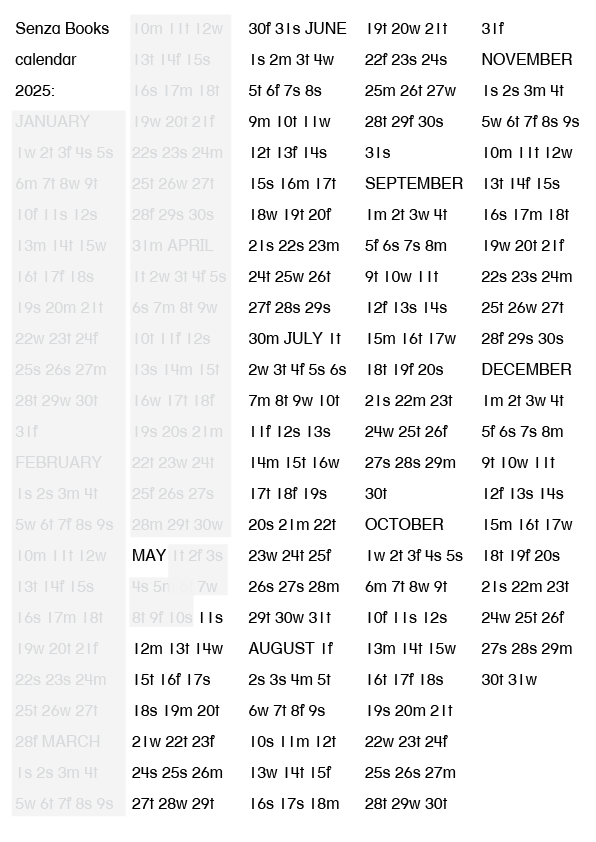 Senza Books
calendar
2025:
JANUARY
1w 2t 3f 4s 5s
6m 7t 8w 9t
10f 11s 12s
13m 14t 15w
16t 17f 18s
19s 20m 21t
22w 23t 24f
25s 26s 27m
28t 29w 30t
31f
FEBRUARY
1s 2s 3m 4t
5w 6t 7f 8s 9s
10m 11t 12w
13t 14f 15s
16s 17m 18t
19w 20t 21f
22s 23s 24m
25t 26w 27t
28f MARCH
1s 2s 3m 4t
5w 6t 7f 8s 9s
10m 11t 12w
13t 14f 15s
16s 17m 18t
19w 20t 21f
22s 23s 24m
25t 26w 27t
28f 29s 30s
31m APRIL
1t 2w 3t 4f 5s
6s 7m 8t 9w
10t 11f 12s
13s 14m 15t
16w 17t 18f
19s 20s 21m
22t 23w 24t
25f 26s 27s
28m 29t 30w
MAY 1t 2f 3s
4s 5m 7w
8t 9f 10s 11s
12m 13t 14w
15t 16f 17s
18s 19m 20t
21w 22t 23f
24s 25s 26m
27t 28w 29t
30f 31s JUNE
1s 2m 3t 4w
5t 6f 7s 8s
9m 10t 11w
12t 13f 14s
15s 16m 17t
18w 19t 20f
21s 22s 23m
24t 25w 26t
27f 28s 29s
30m JULY 1t
2w 3t 4f 5s 6s
7m 8t 9w 10t
11f 12s 13s
14m 15t 16w
17t 18f 19s
20s 21m 22t
23w 24t 25f
26s 27s 28m
29t 30w 31t
AUGUST 1f
2s 3s 4m 5t
6w 7t 8f 9s
10s 11m 12t
13w 14t 15f
16s 17s 18m
19t 20w 21t
22f 23s 24s
25m 26t 27w
28t 29f 30s
31s
SEPTEMBER
1m 2t 3w 4t
5f 6s 7s 8m
9t 10w 11t
12f 13s 14s
15m 16t 17w
18t 19f 20s
21s 22m 23t
24w 25t 26f
27s 28s 29m
30t
OCTOBER
1w 2t 3f 4s 5s
6m 7t 8w 9t
10f 11s 12s
13m 14t 15w
16t 17f 18s
19s 20m 21t
22w 23t 24f
25s 26s 27m
28t 29w 30t
31f
NOVEMBER
1s 2s 3m 4t
5w 6t 7f 8s 9s
10m 11t 12w
13t 14f 15s
16s 17m 18t
19w 20t 21f
22s 23s 24m
25t 26w 27t
28f 29s 30s
DECEMBER
1m 2t 3w 4t
5f 6s 7s 8m
9t 10w 11t
12f 13s 14s
15m 16t 17w
18t 19f 20s
21s 22m 23t
24w 25t 26f
27s 28s 29m
30t 31w